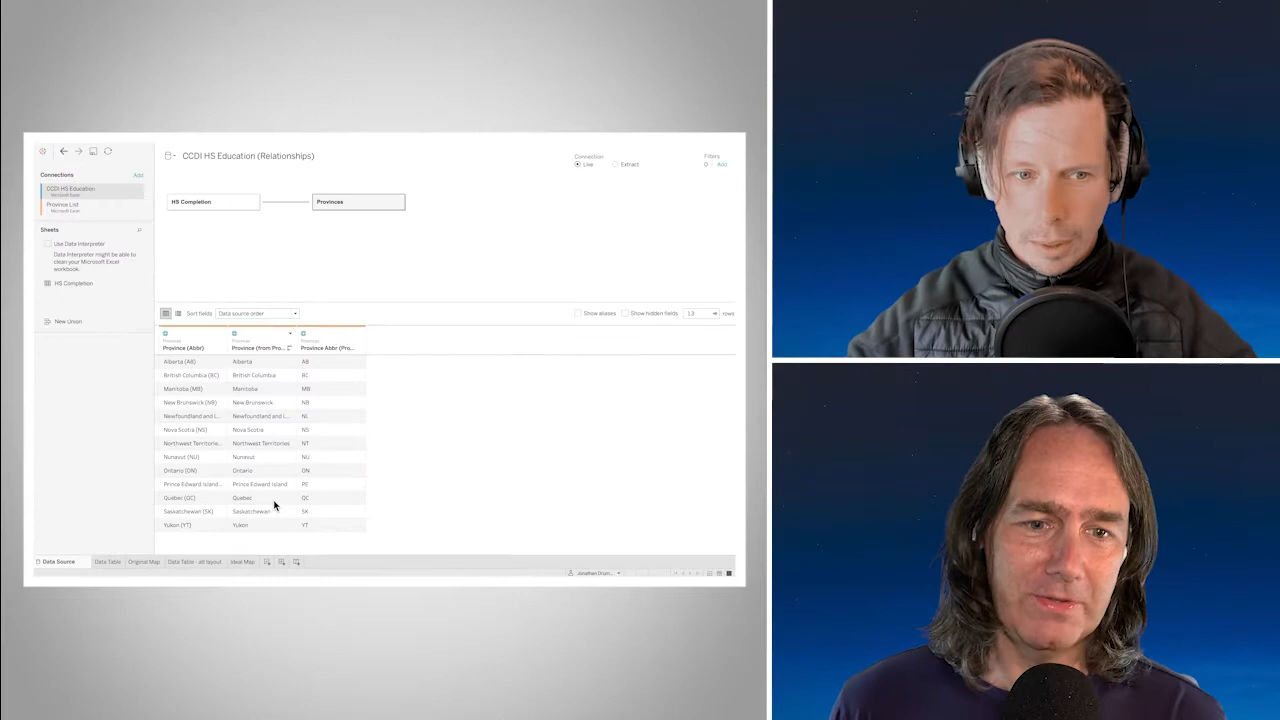 CCDI HS Education (Relationships)
Connection
Live Extract
Filters
0 Add
Connections Add
CCDI HS Education
Microsoft Excel
Province List
Microsoft Excel
Sheets
Use Data Interpreter
Data Interpreter might be able to
clean your Microsoft Excel
workbook.
HS Completion
New Union
HS Completion Provinces
Sort fields Data source order Show aliases Show hidden fields 13 rows
Province (Abbr) Province (from Pro... Province Abbr (Pro...
Alberta (AB) Alberta AB
British Columbia (BC) British Columbia BC
Manitoba (MB) Manitoba MB
New Brunswick (NB) New Brunswick NB
Newfoundland and L... Newfoundland and L... NL
Nova Scotia (NS) Nova Scotia NS
Northwest Territorie... Northwest Territories NT
Nunavut (NU) Nunavut NU
Ontario (ON) Ontario ON
Prince Edward Island... Prince Edward Island PE
Quebec (QC) Quebec QC
Saskatchewan (SK) Saskatchewan SK
Yukon (YT) Yukon YT
Data Source Data Table Original Map Data Table - alt layout Ideal Map
Jonathan Drum...